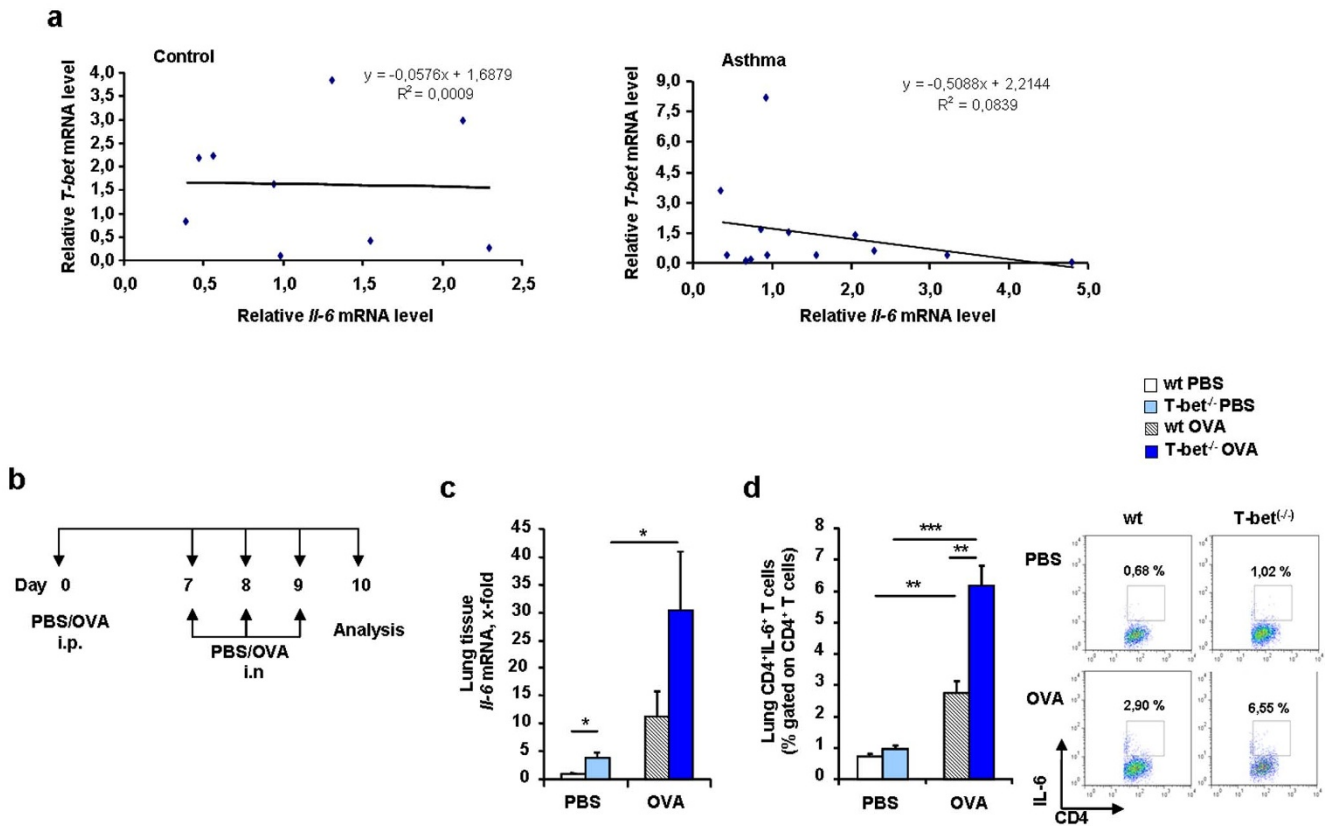 a
Control
y = -0,0576x + 1,6879
R² = 0,0009
Relative T-bet mRNA level
4,0
3,5
3,0
2,5
2,0
1,5
1,0
0,5
0,0
0,0 0,5 1,0 1,5 2,0 2,5
Relative Il-6 mRNA level
Asthma
y = -0,5088x + 2,2144
R² = 0,0839
Relative T-bet mRNA level
9,0
7,5
6,0
4,5
3,0
1,5
0,0
0,0 1,0 2,0 3,0 4,0 5,0
Relative Il-6 mRNA level
wt PBS
T-bet⁻/⁻ PBS
wt OVA
T-bet⁻/⁻ OVA
b
Day 0 7 8 9 10
PBS/OVA
i.p.
PBS/OVA
i.n
Analysis
c
Lung tissue
Il-6 mRNA, x-fold
45
40
35
30
25
20
15
10
5
0
*
*
PBS OVA
d
Lung CD4⁺IL-6⁺ T cells
(% gated on CD4⁺ T cells)
8
7
6
5
4
3
2
1
0
***
**
**
PBS OVA
wt T-bet⁽⁻/⁻⁾
PBS
0,68 %
1,02 %
OVA
2,90 %
6,55 %
IL-6
CD4